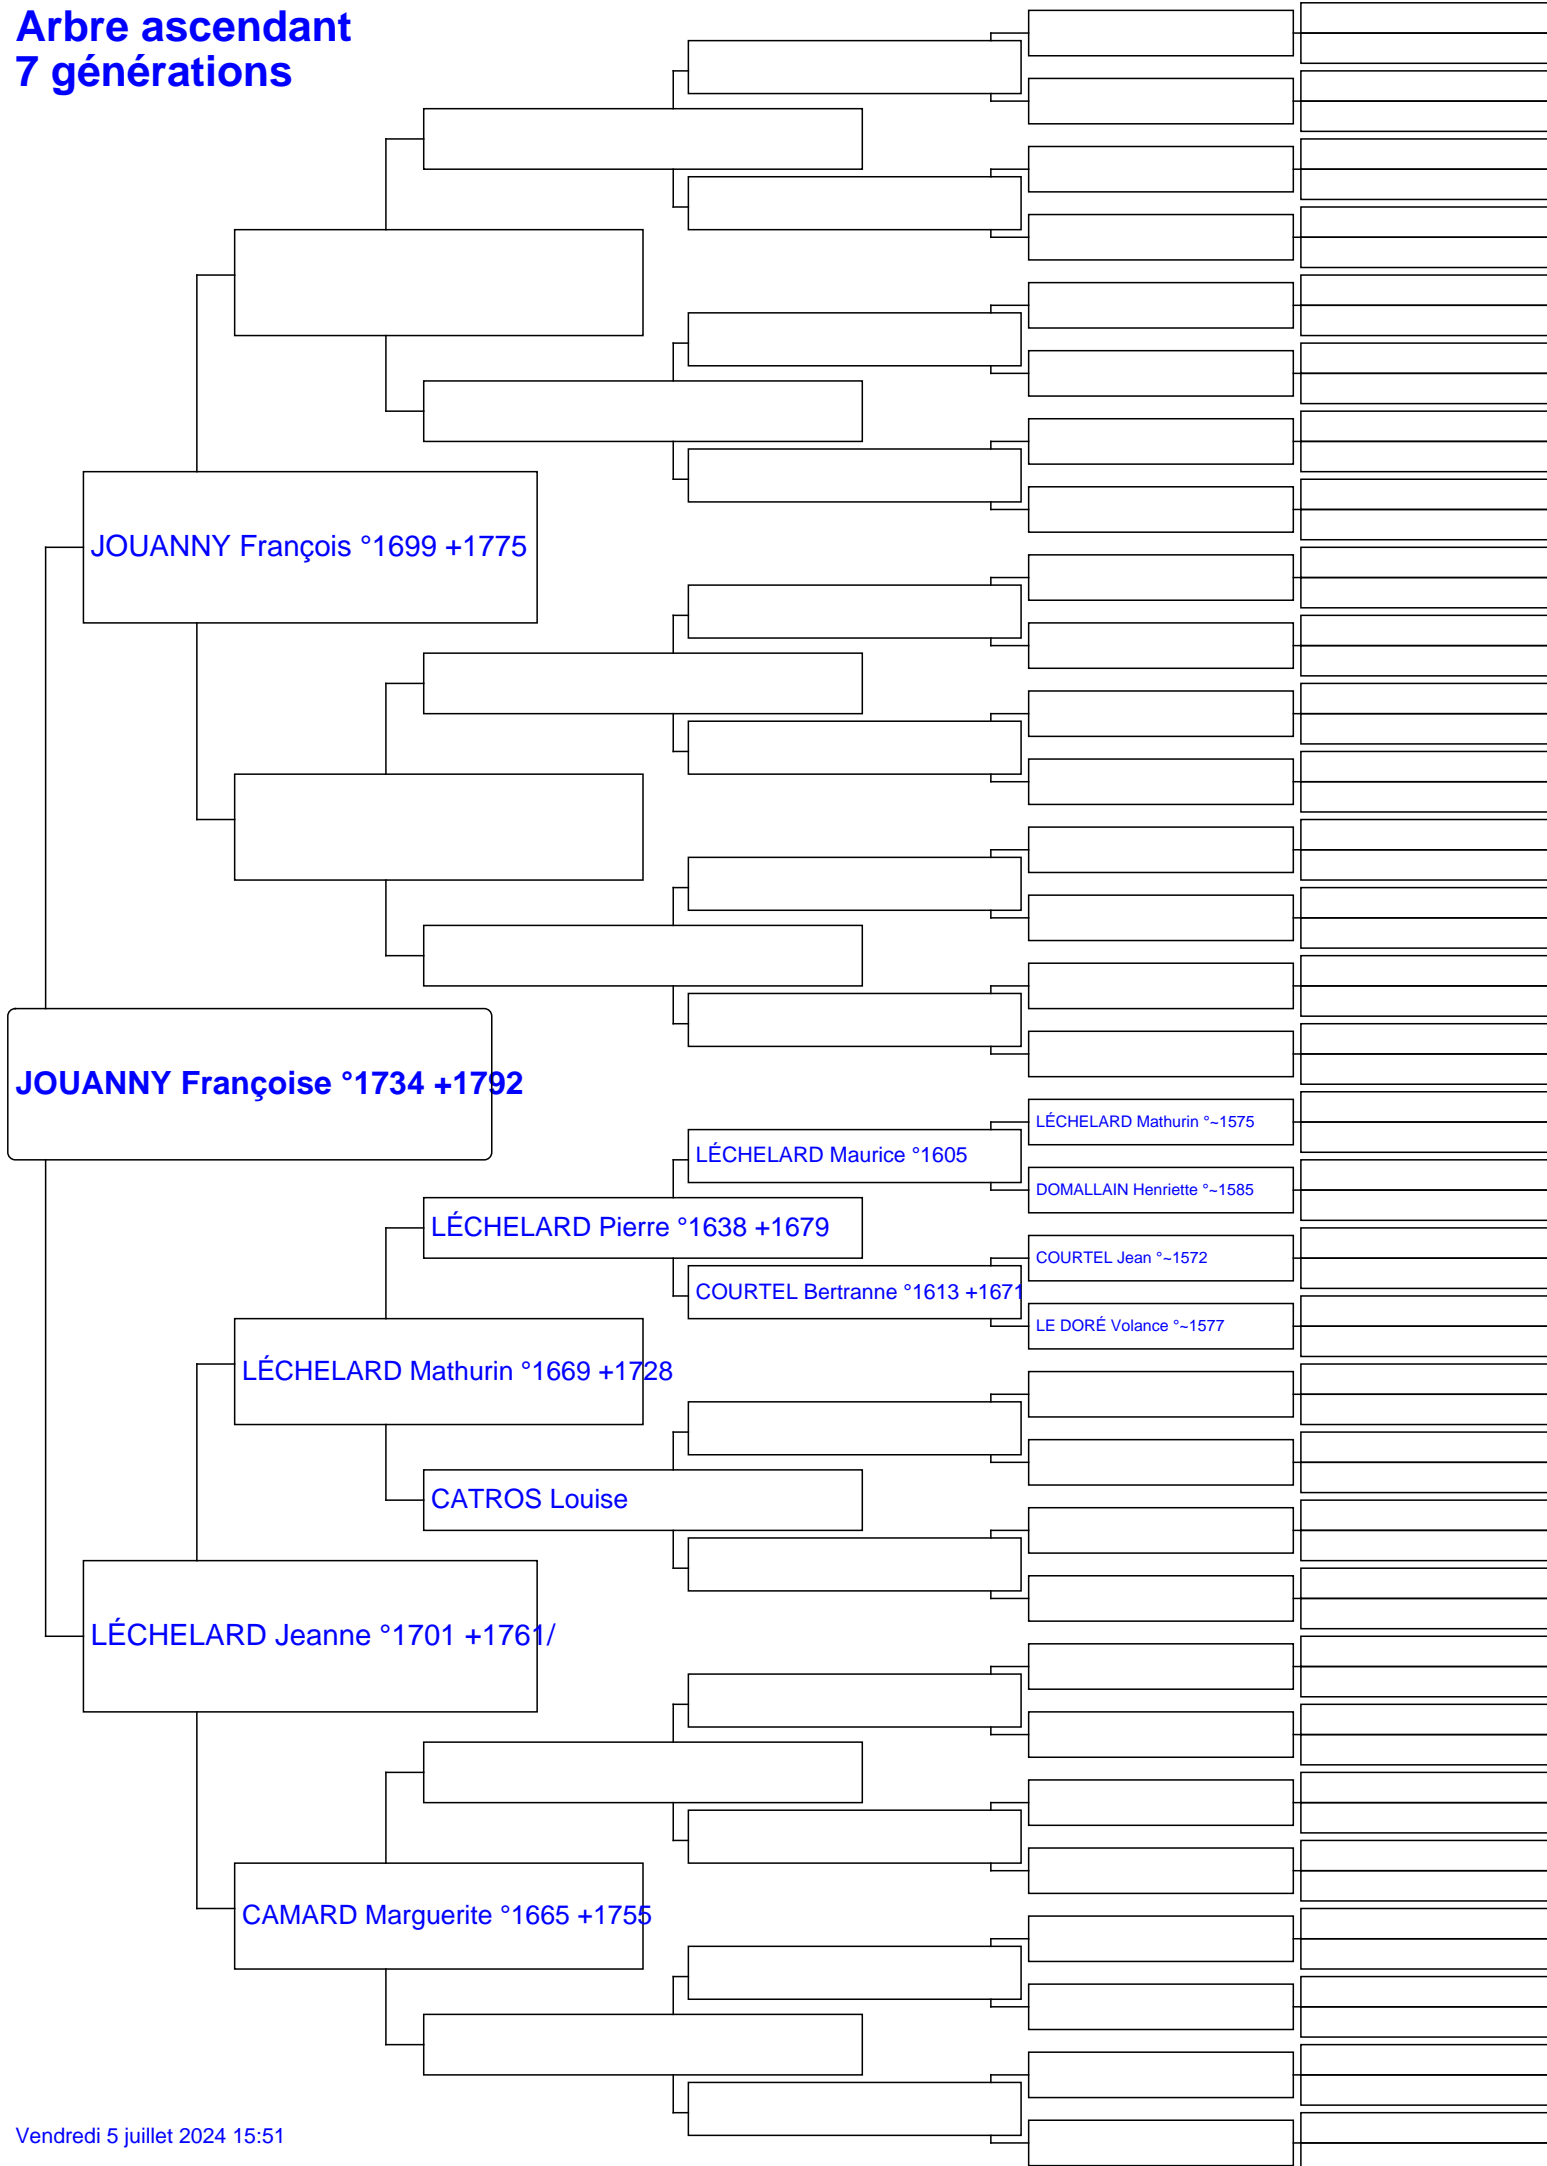 Arbre ascendant
7 générations
JOUANNY François °1699 +1775
JOUANNY Françoise °1734 +1792
LÉCHELARD Mathurin °~1575
LÉCHELARD Maurice °1605
DOMALLAIN Henriette °~1585
LÉCHELARD Pierre °1638 +1679
COURTEL Jean °~1572
COURTEL Bertranne °1613 +1671
LE DORÉ Volance °~1577
LÉCHELARD Mathurin °1669 +1728
CATROS Louise
LÉCHELARD Jeanne °1701 +1761/
CAMARD Marguerite °1665 +1755
Vendredi 5 juillet 2024 15:51